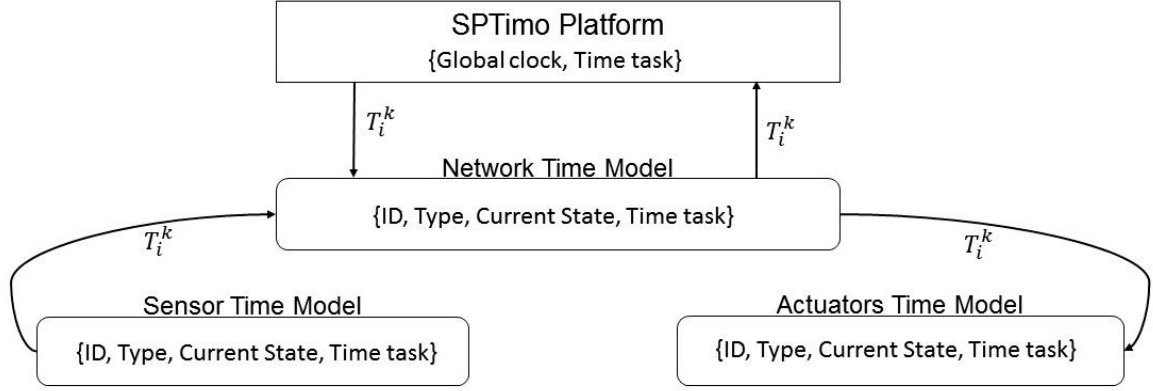 SPTimo Platform
{Global clock, Time task}
$T_i^k$
$T_i^k$
Network Time Model
{ID, Type, Current State, Time task}
$T_i^k$
$T_i^k$
Sensor Time Model
{ID, Type, Current State, Time task}
Actuators Time Model
{ID, Type, Current State, Time task}